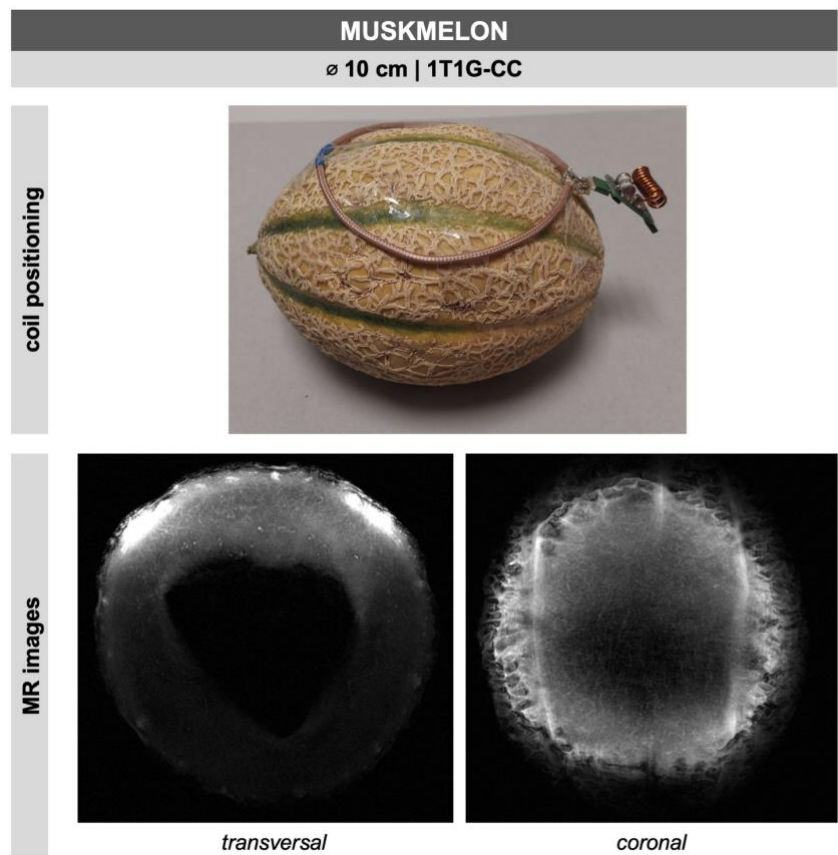 MUSKMELON
⌀ 10 cm | 1T1G-CC
coil positioning
MR images
transversal
coronal